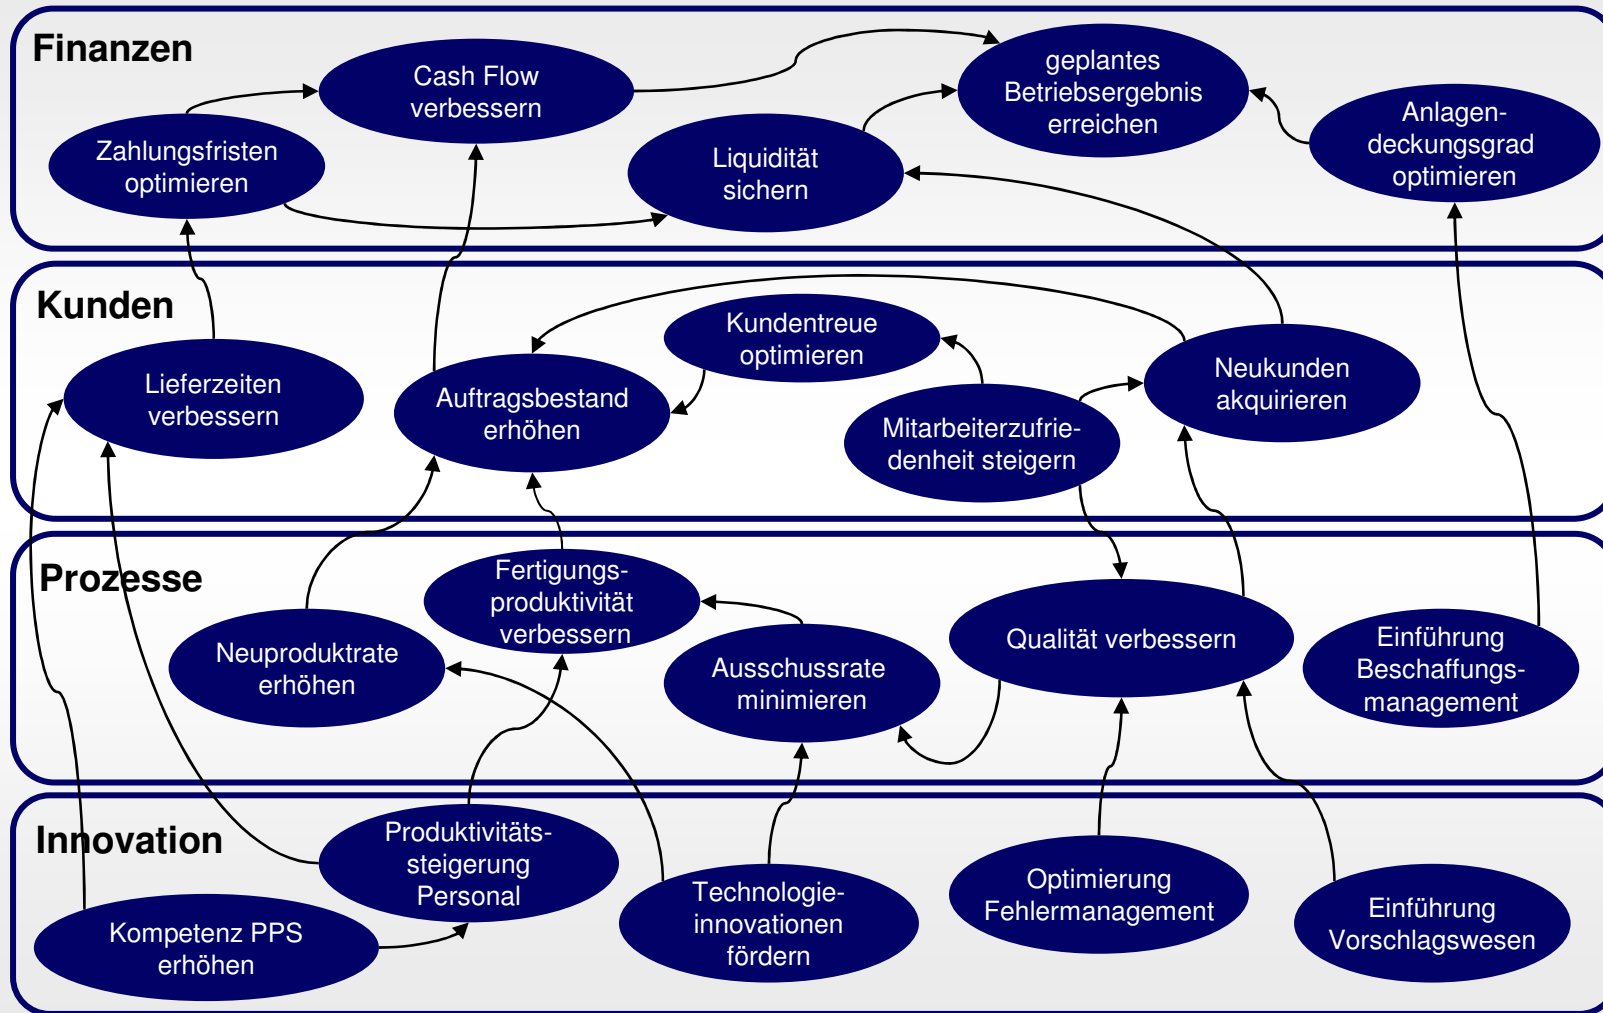 Finanzen
Cash Flow
verbessern
geplantes
Betriebsergebnis
erreichen
Zahlungsfristen
optimieren
Liquidität
sichern
Anlagen-
deckungsgrad
optimieren
Kunden
Lieferzeiten
verbessern
Auftragsbestand
erhöhen
Kundentreue
optimieren
Mitarbeiterzufrie-
denheit steigern
Neukunden
akquirieren
Prozesse
Neuproduktrate
erhöhen
Fertigungs-
produktivität
verbessern
Ausschussrate
minimieren
Qualität verbessern
Einführung
Beschaffungs-
management
Innovation
Kompetenz PPS
erhöhen
Produktivitäts-
steigerung
Personal
Technologie-
innovationen
fördern
Optimierung
Fehlermanagement
Einführung
Vorschlagswesen